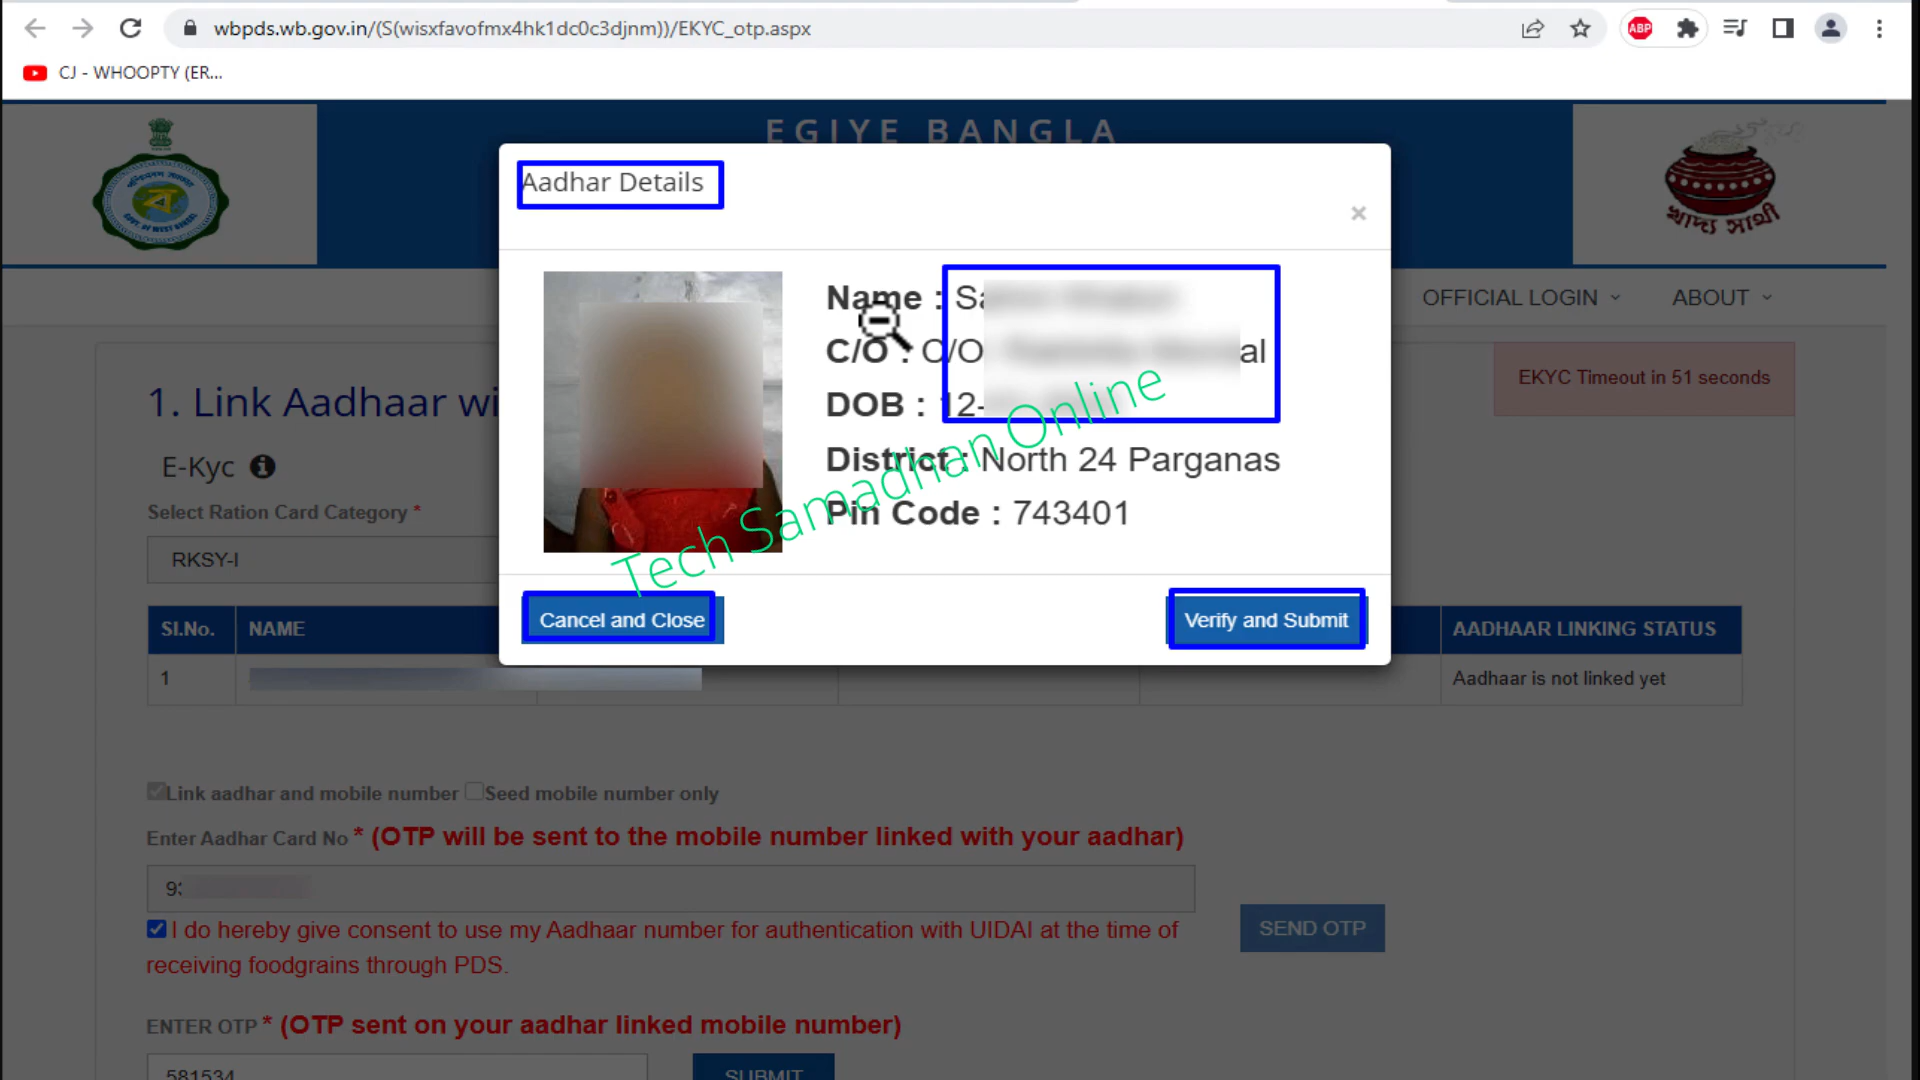 wbpds.wb.gov.in/(S(wisxfavofmx4hk1dc0c3djnm))/EKYC_otp.aspx
ABP
CJ - WHOOPTY (ER...
EGIYE BANGLA
খাদ্য সাথী
Aadhar Details
×
Name :
C/O : C/O
al
DOB : 12-
District : North 24 Parganas
Pin Code : 743401
Tech Samadhan Online
Cancel and Close
Verify and Submit
OFFICIAL LOGIN
ABOUT
EKYC Timeout in 51 seconds
1. Link Aadhaar wi
E-Kyc
Select Ration Card Category *
RKSY-I
Sl.No. NAME AADHAAR LINKING STATUS
1 Aadhaar is not linked yet
Link aadhar and mobile number Seed mobile number only
Enter Aadhar Card No * (OTP will be sent to the mobile number linked with your aadhar)
I do hereby give consent to use my Aadhaar number for authentication with UIDAI at the time of
receiving foodgrains through PDS.
SEND OTP
ENTER OTP * (OTP sent on your aadhar linked mobile number)
581534
SUBMIT